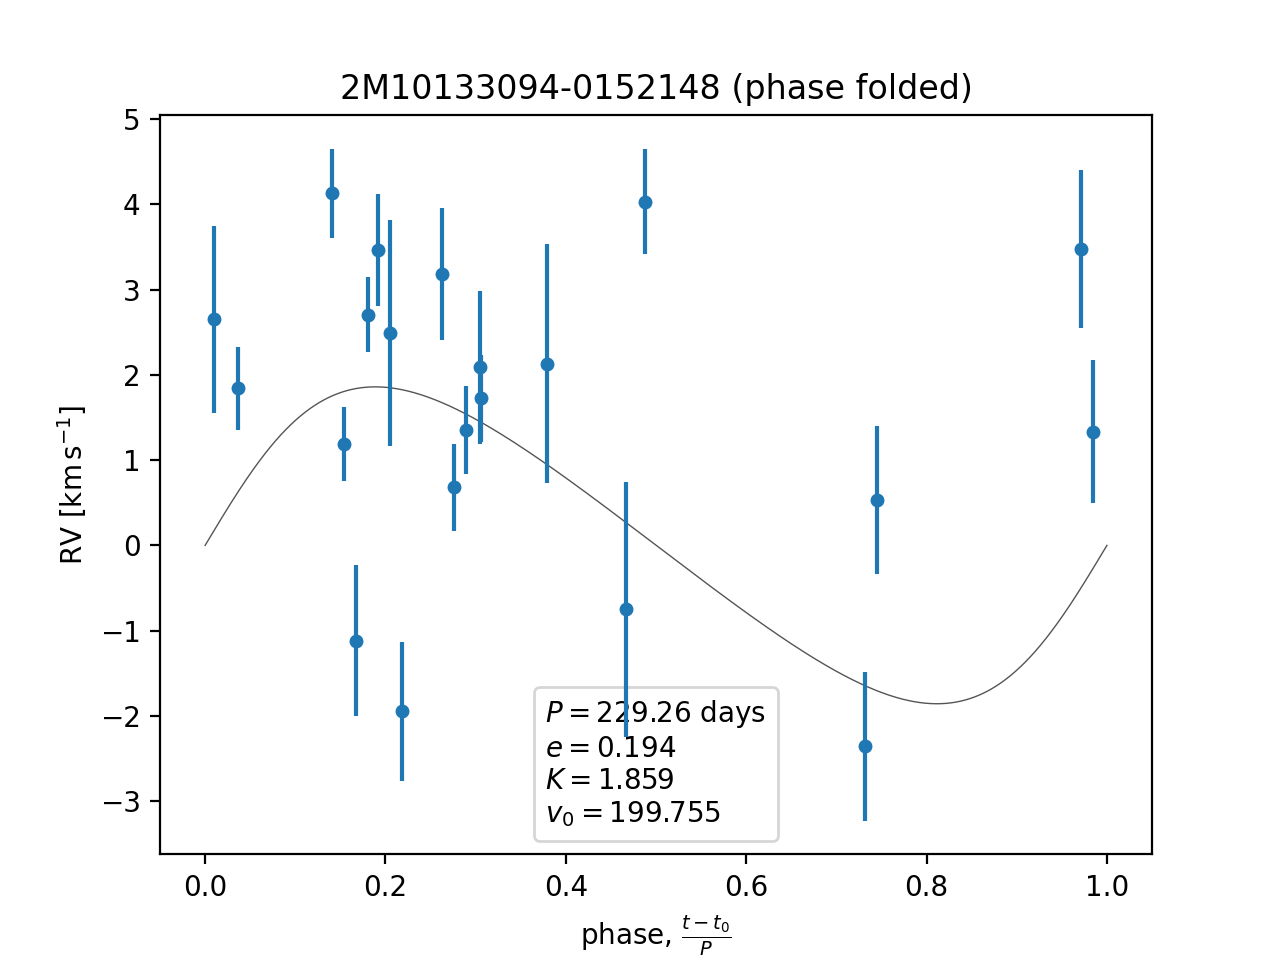 2M10133094-0152148 (phase folded)
RV [km s⁻¹]
5
4
3
2
1
0
−1
−2
−3
P = 229.26 days
e = 0.194
K = 1.859
v₀ = 199.755
0.0 0.2 0.4 0.6 0.8 1.0
phase, (t − t₀)/P